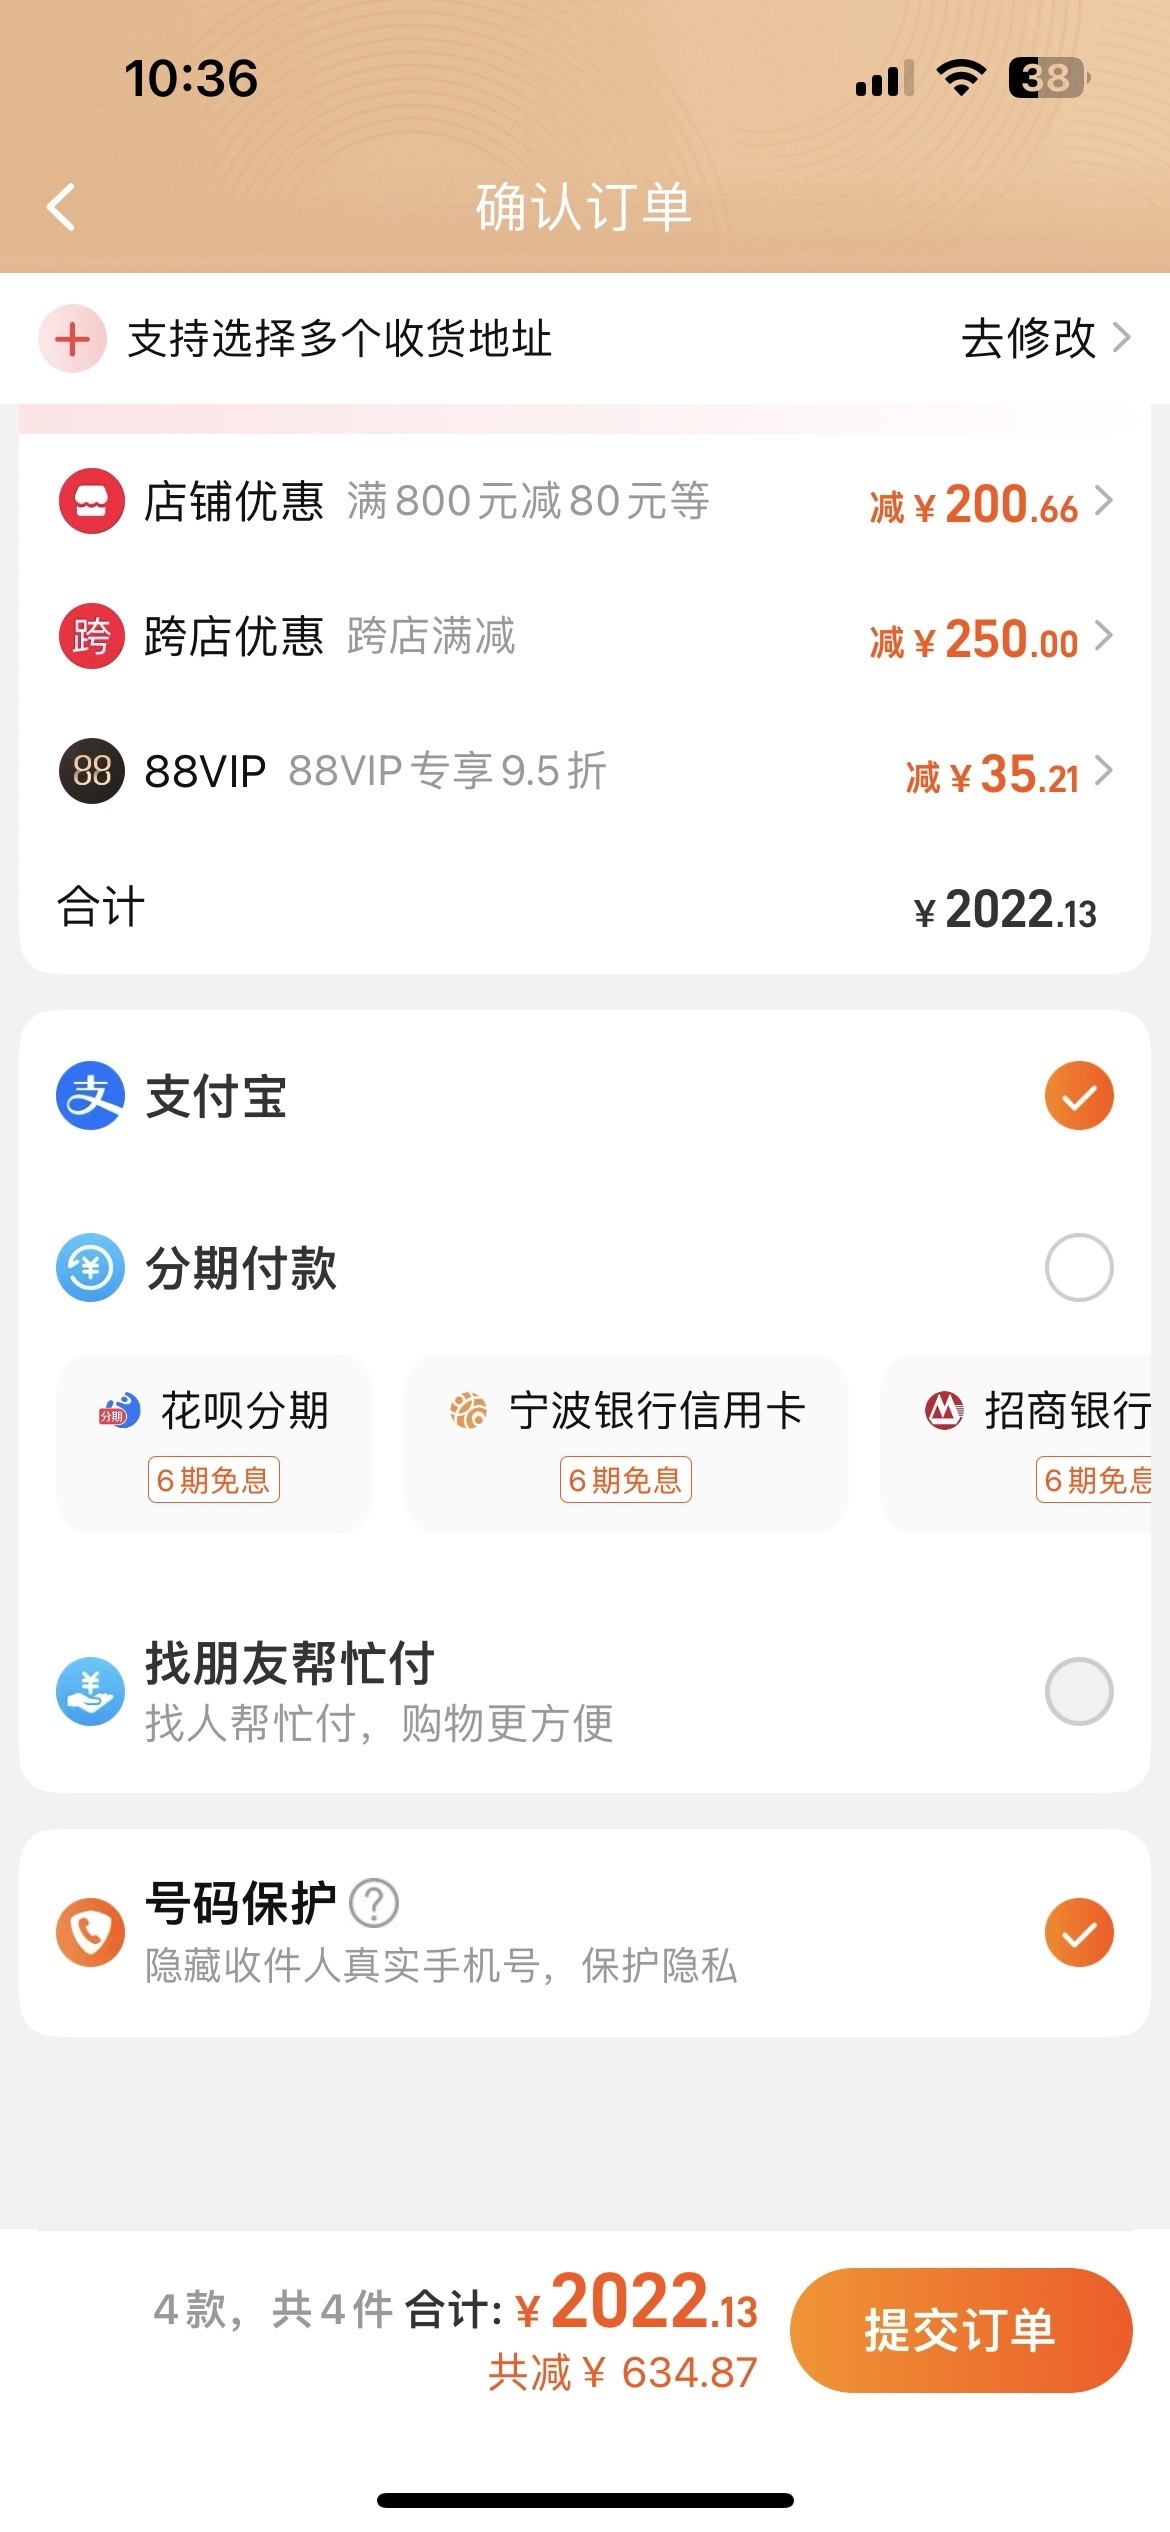 10:36
38
确认订单
支持选择多个收货地址 去修改
店铺优惠 满800元减80元等 减¥200.66
跨 跨店优惠 跨店满减 减¥250.00
88 88VIP 88VIP专享9.5折 减¥35.21
合计 ¥2022.13
支 支付宝
分期付款
分期 花呗分期 宁波银行信用卡 招商银行
6期免息 6期免息 6期免息
找朋友帮忙付
找人帮忙付，购物更方便
号码保护
隐藏收件人真实手机号，保护隐私
4款，共4件 合计: ¥2022.13 提交订单
共减¥ 634.87